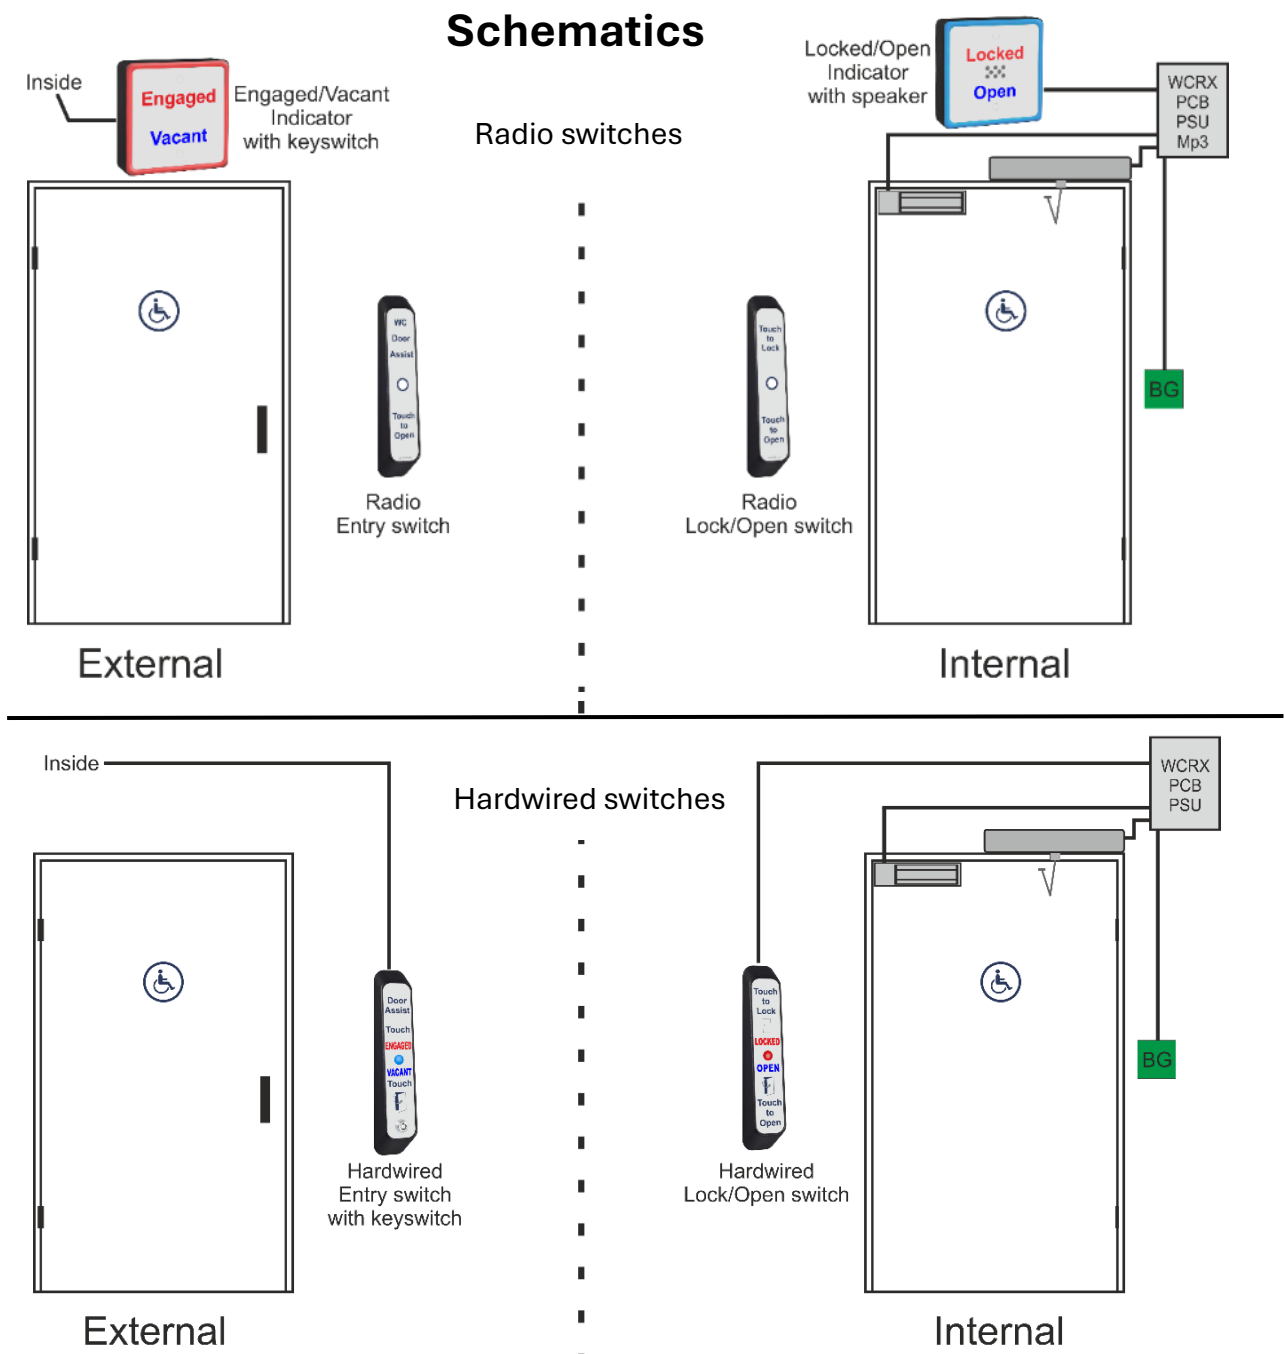 Schematics
Inside
Engaged
Vacant
Engaged/Vacant
Indicator
with keyswitch
Radio switches
Locked/Open
Indicator
with speaker
Locked
Open
WCRX
PCB
PSU
Mp3
WC
Door
Assist
Touch
to
Open
Radio
Entry switch
Touch
to
Lock
Touch
to
Open
Radio
Lock/Open switch
BG
External
Internal
Inside
Hardwired switches
WCRX
PCB
PSU
Door
Assist
Touch
ENGAGED
VACANT
Touch
Hardwired
Entry switch
with keyswitch
Touch
to
Lock
LOCKED
OPEN
Touch
to
Open
Hardwired
Lock/Open switch
BG
External
Internal